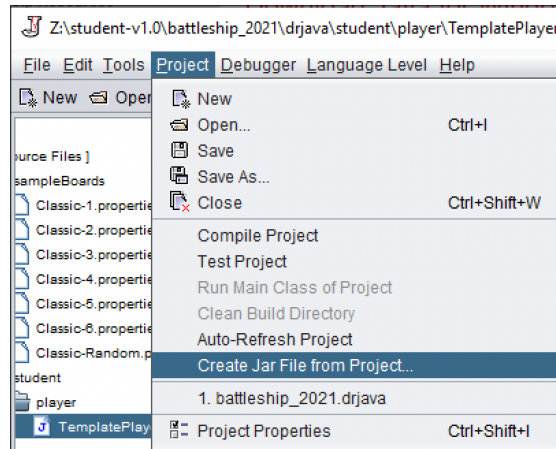 Z:\student-v1.0\battleship_2021\drjava\student\player\TemplatePlayer
File Edit Tools Project Debugger Language Level Help
New Open
New
Open... Ctrl+I
Save
Save As...
Close Ctrl+Shift+W
Compile Project
Test Project
Run Main Class of Project
Clean Build Directory
Auto-Refresh Project
Create Jar File from Project...
1. battleship_2021.drjava
Project Properties Ctrl+Shift+I
ource Files ]
sampleBoards
Classic-1.propertie
Classic-2.propertie
Classic-3.propertie
Classic-4.propertie
Classic-5.propertie
Classic-6.propertie
Classic-Random.p
student
player
TemplatePlay